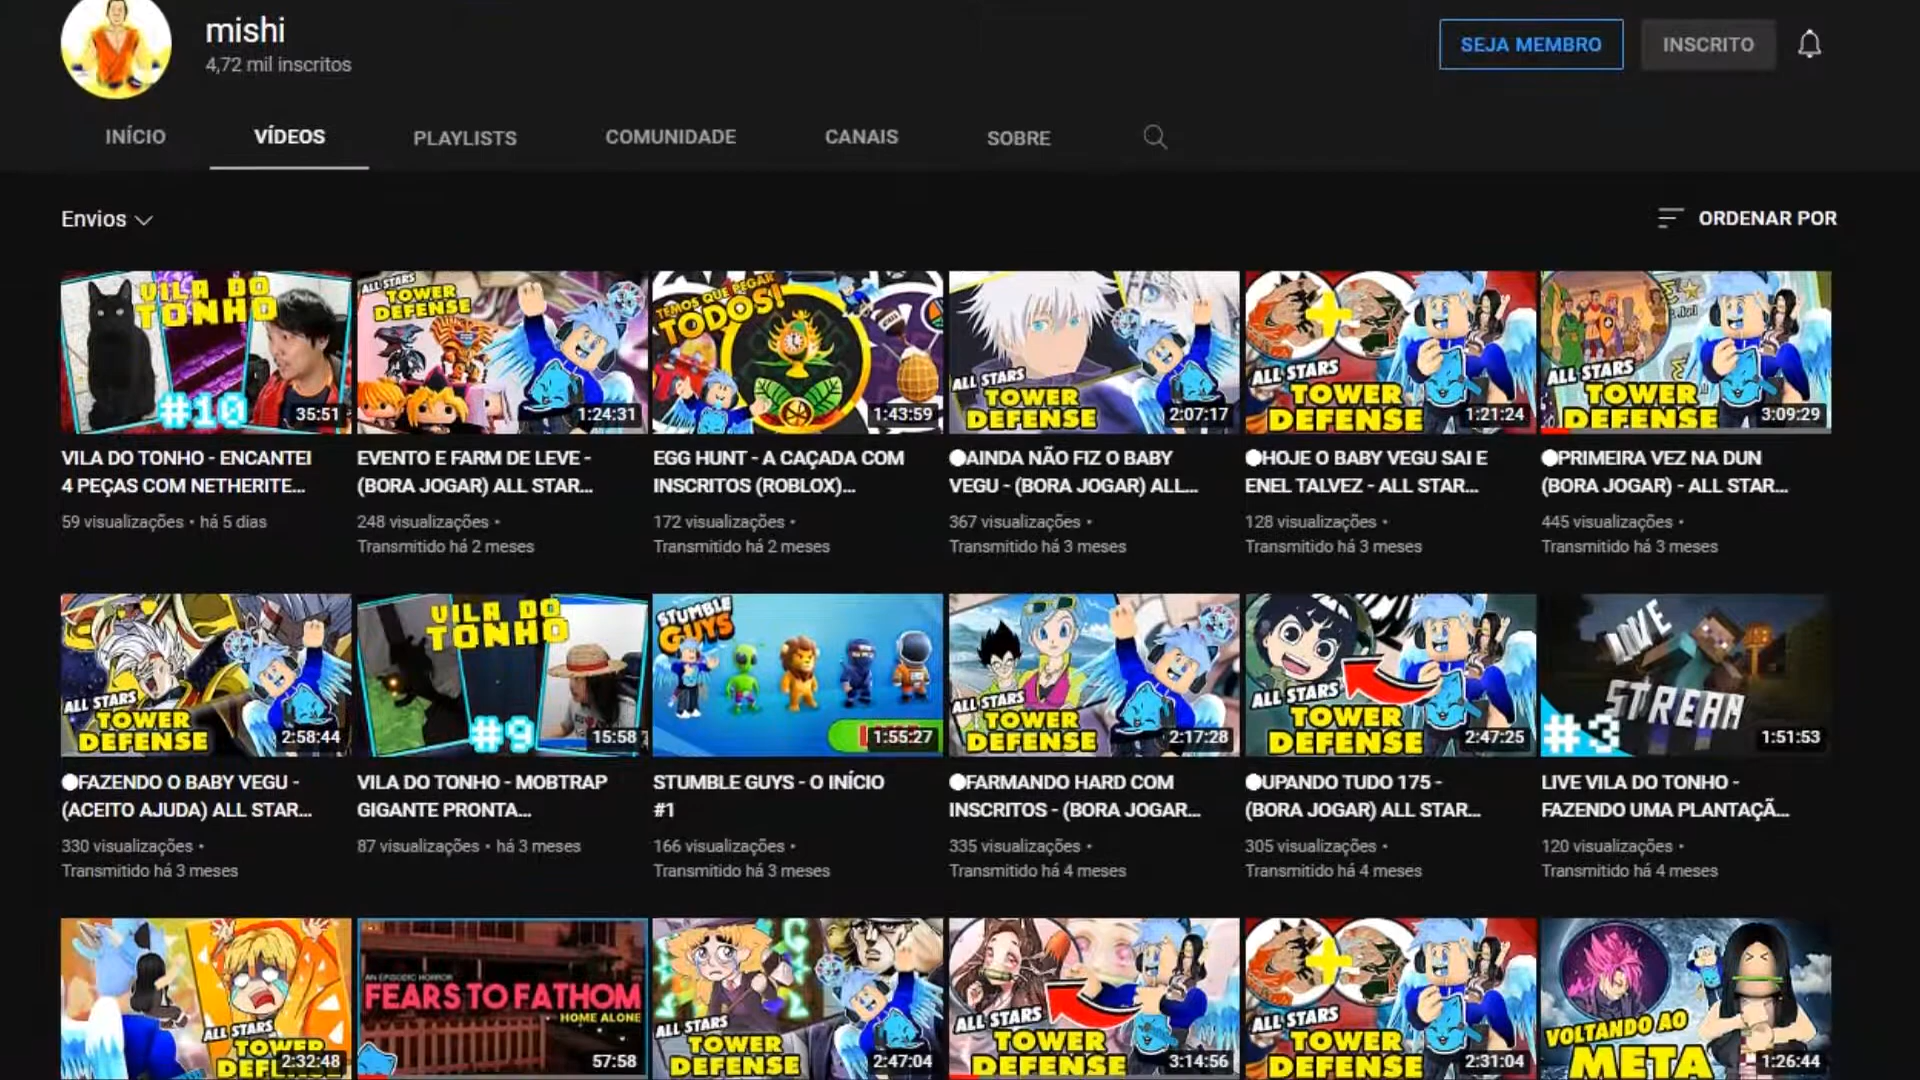 mishi
4,72 mil inscritos
SEJA MEMBRO
INSCRITO
INÍCIO
VÍDEOS
PLAYLISTS
COMUNIDADE
CANAIS
SOBRE
Envios
ORDENAR POR
VILA DO
TONHO
#10
35:51
ALL STARS
TOWER
DEFENSE
1:24:31
TEMOS QUE PEGAR
TODOS!
1:43:59
ALL STARS
TOWER
DEFENSE
2:07:17
ALL STARS
TOWER
DEFENSE
1:21:24
ALL STARS
TOWER
DEFENSE
3:09:29
VILA DO TONHO - ENCANTEI
4 PEÇAS COM NETHERITE...
59 visualizações • há 5 dias
EVENTO E FARM DE LEVE -
(BORA JOGAR) ALL STAR...
248 visualizações •
Transmitido há 2 meses
EGG HUNT - A CAÇADA COM
INSCRITOS (ROBLOX)...
172 visualizações •
Transmitido há 2 meses
AINDA NÃO FIZ O BABY
VEGU - (BORA JOGAR) ALL...
367 visualizações •
Transmitido há 3 meses
HOJE O BABY VEGU SAI E
ENEL TALVEZ - ALL STAR...
128 visualizações •
Transmitido há 3 meses
PRIMEIRA VEZ NA DUN
(BORA JOGAR) - ALL STAR...
445 visualizações •
Transmitido há 3 meses
ALL STARS
TOWER
DEFENSE
2:58:44
VILA DO
TONHO
#9
15:58
STUMBLE
GUYS
1:55:27
ALL STARS
TOWER
DEFENSE
2:17:28
ALL STARS
TOWER
DEFENSE
2:47:25
LIVE
STREAM
#3
1:51:53
FAZENDO O BABY VEGU -
(ACEITO AJUDA) ALL STAR...
330 visualizações •
Transmitido há 3 meses
VILA DO TONHO - MOBTRAP
GIGANTE PRONTA...
87 visualizações • há 3 meses
STUMBLE GUYS - O INÍCIO
#1
166 visualizações •
Transmitido há 3 meses
FARMANDO HARD COM
INSCRITOS - (BORA JOGAR...
335 visualizações •
Transmitido há 4 meses
UPANDO TUDO 175 -
(BORA JOGAR) ALL STAR...
305 visualizações •
Transmitido há 4 meses
LIVE VILA DO TONHO -
FAZENDO UMA PLANTAÇÃ...
120 visualizações •
Transmitido há 4 meses
ALL STARS
TOWER
DEFENSE
2:32:48
AN EPISODIC HORROR
FEARS TO FATHOM
HOME ALONE
57:58
ALL STARS
TOWER
DEFENSE
2:47:04
ALL STARS
TOWER
DEFENSE
3:14:56
ALL STARS
TOWER
DEFENSE
2:31:04
VOLTANDO AO
META
1:26:44